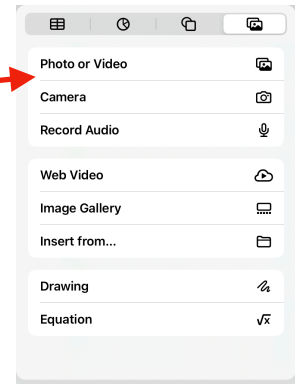 Photo or Video
Camera
Record Audio
Web Video
Image Gallery
Insert from...
Drawing
Equation